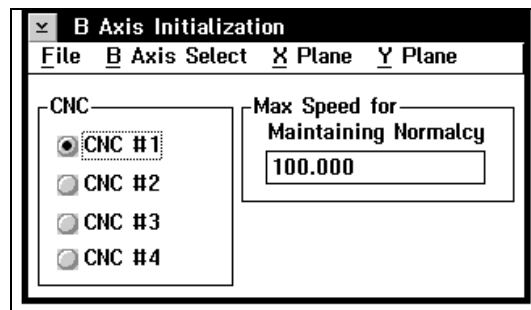 B Axis Initialization
File B Axis Select X Plane Y Plane
CNC
CNC #1
CNC #2
CNC #3
CNC #4
Max Speed for
Maintaining Normalcy
100.000